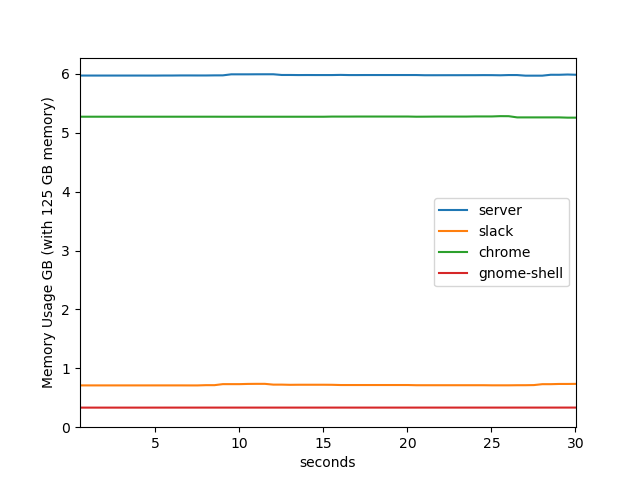 Memory Usage GB (with 125 GB memory)
6
5
4
3
2
1
0
server
slack
chrome
gnome-shell
5 10 15 20 25 30
seconds